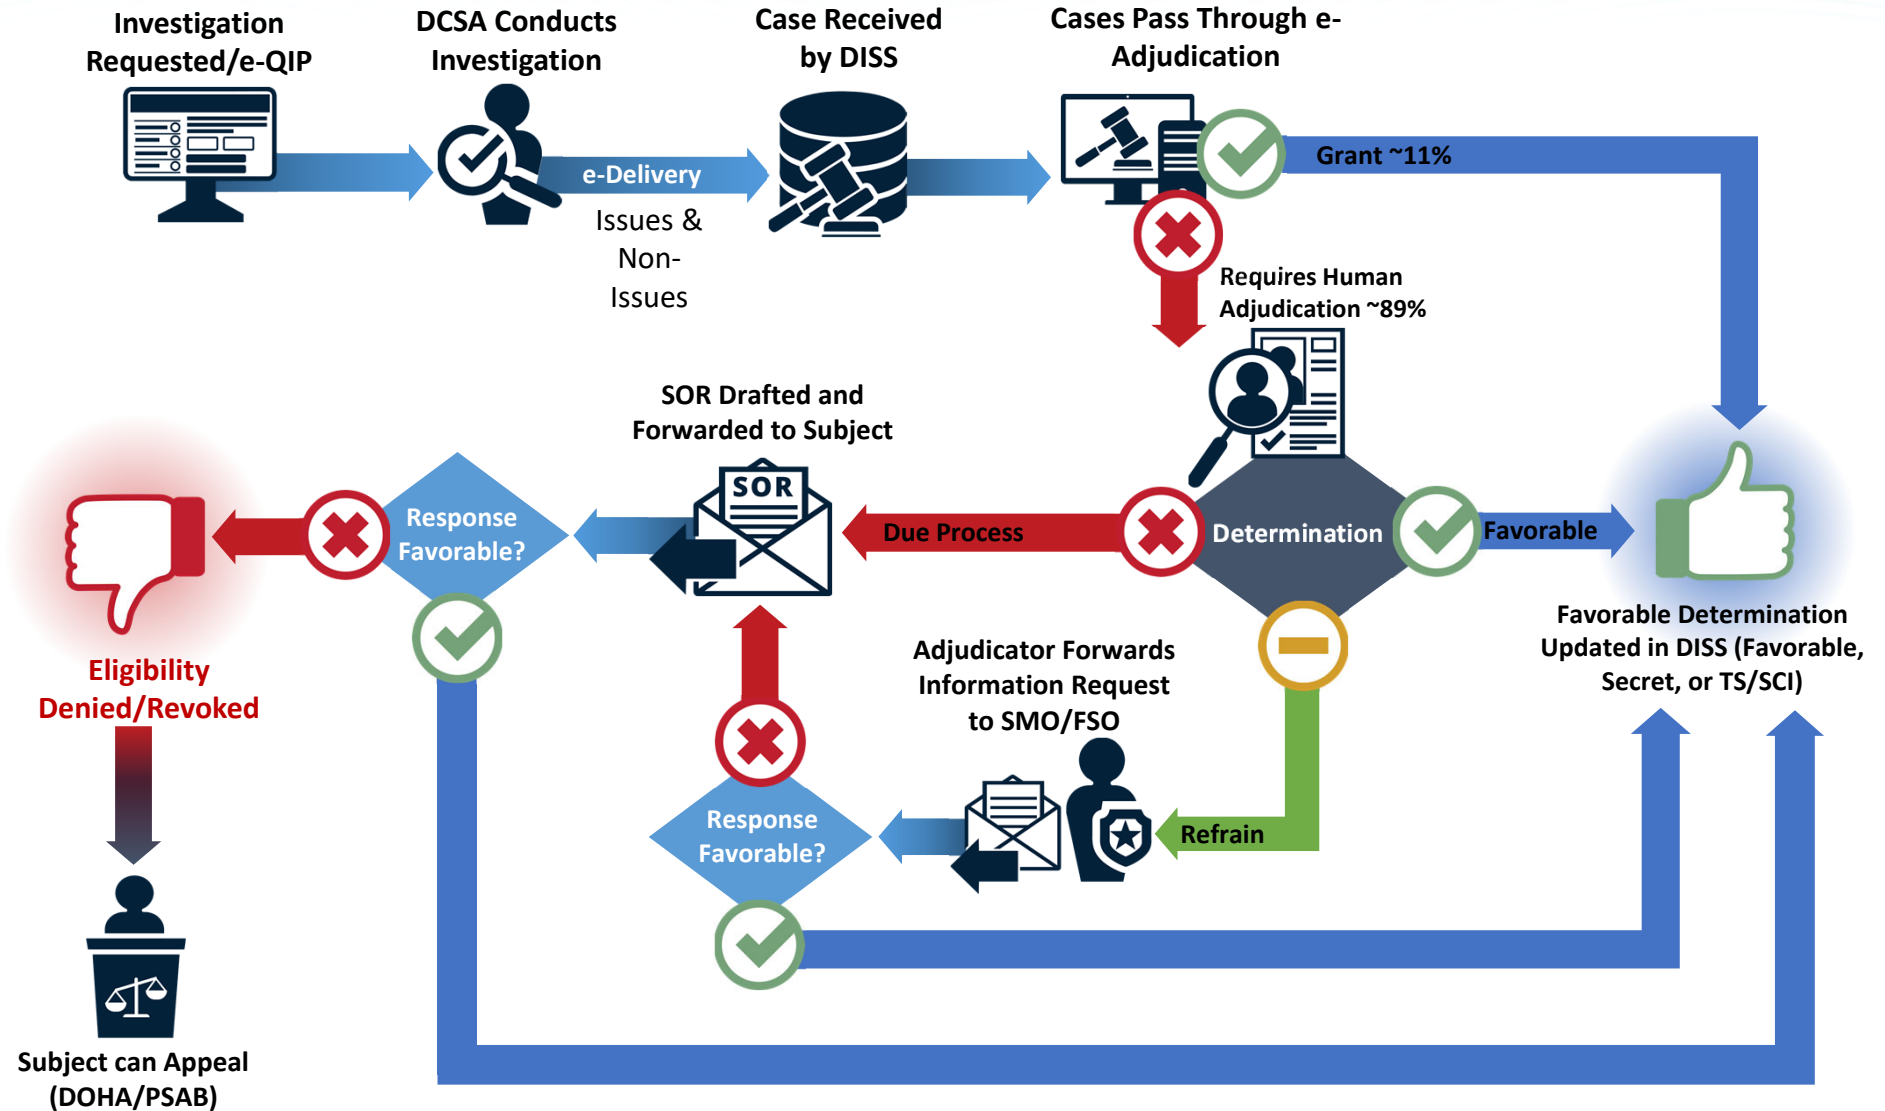 Investigation
Requested/e-QIP
DCSA Conducts
Investigation
Case Received
by DISS
Cases Pass Through e-
Adjudication
e-Delivery
Issues &
Non-
Issues
Grant ~11%
Requires Human
Adjudication ~89%
SOR Drafted and
Forwarded to Subject
SOR
Response
Favorable?
Due Process
Determination
Favorable
Favorable Determination
Updated in DISS (Favorable,
Secret, or TS/SCI)
Eligibility
Denied/Revoked
Adjudicator Forwards
Information Request
to SMO/FSO
Response
Favorable?
Refrain
Subject can Appeal
(DOHA/PSAB)